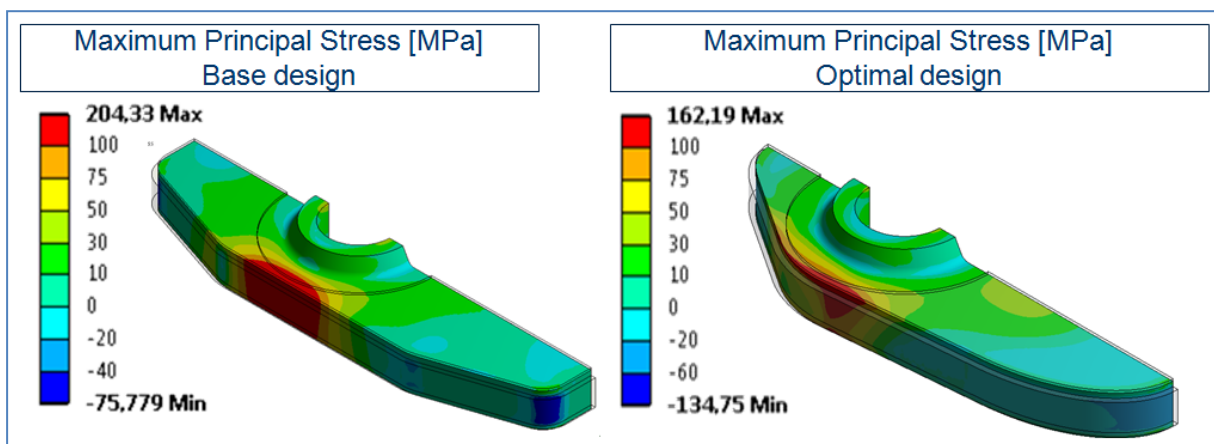 Maximum Principal Stress [MPa]
Base design
204,33 Max
100
75
50
30
10
0
-20
-40
-75,779 Min
Maximum Principal Stress [MPa]
Optimal design
162,19 Max
100
75
50
30
10
0
-20
-60
-134,75 Min